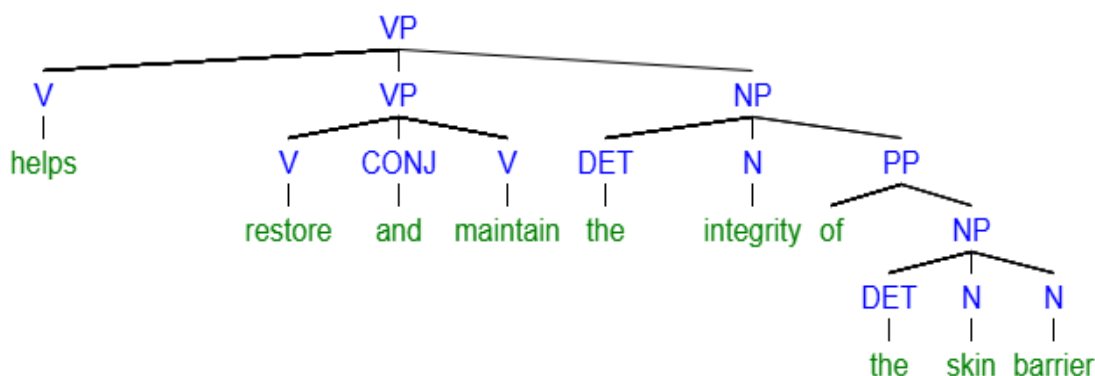 VP
V VP NP
helps V CONJ V DET N PP
restore and maintain the integrity of NP
DET N N
the skin barrier